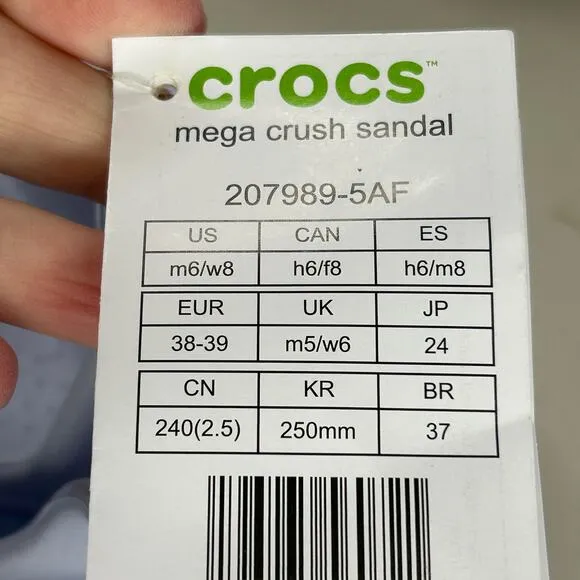 crocs™
mega crush sandal
207989-5AF
US CAN ES
m6/w8 h6/f8 h6/m8
EUR UK JP
38-39 m5/w6 24
CN KR BR
240(2.5) 250mm 37